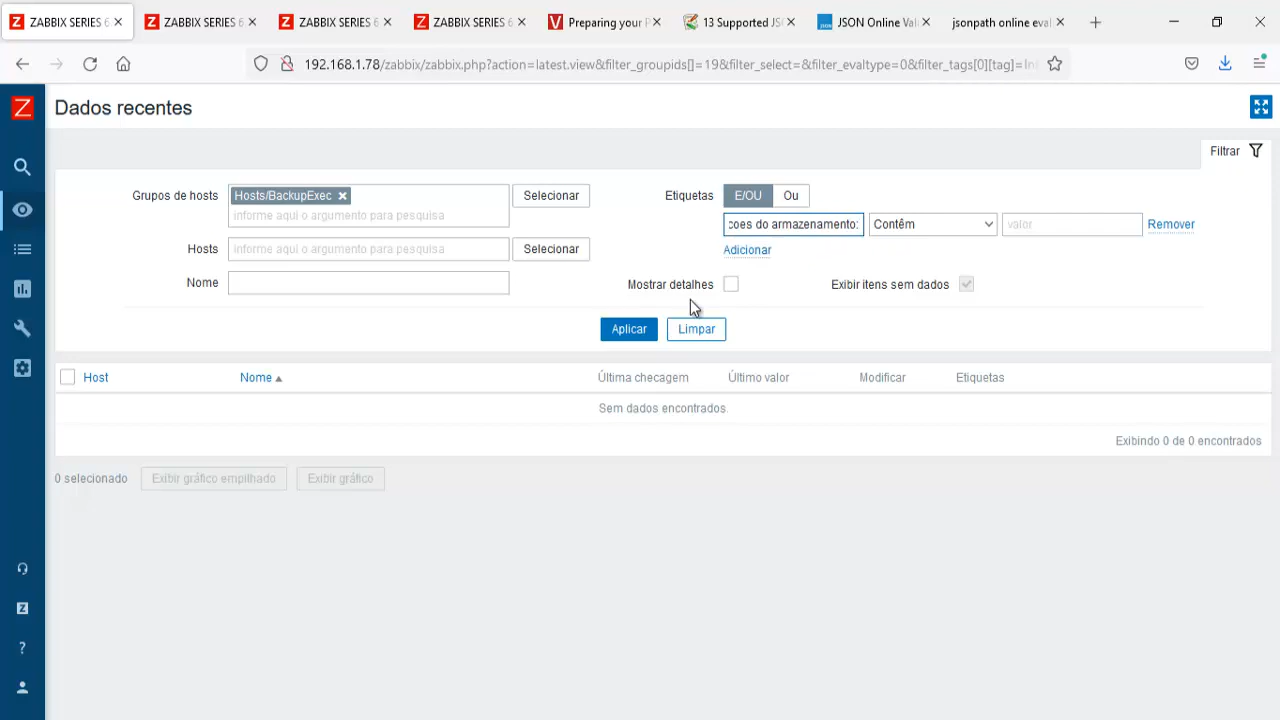 ZABBIX SERIES 6. ZABBIX SERIES 6. ZABBIX SERIES 6. ZABBIX SERIES 6. Preparing your P 13 Supported JS JSON Online Vali jsonpath online eval
192.168.1.78/zabbix/zabbix.php?action=latest.view&filter_groupids[]=19&filter_select=&filter_evaltype=0&filter_tags[0][tag]=In
Z Dados recentes
Filtrar
Grupos de hosts Hosts/BackupExec Selecionar Etiquetas E/OU Ou
informe aqui o argumento para pesquisa
coes do armazenamento: Contêm valor Remover
Hosts informe aqui o argumento para pesquisa Selecionar Adicionar
Nome Mostrar detalhes Exibir itens sem dados
Aplicar Limpar
Host Nome Última checagem Último valor Modificar Etiquetas
Sem dados encontrados.
Exibindo 0 de 0 encontrados
0 selecionado Exibir gráfico empilhado Exibir gráfico
Z
?